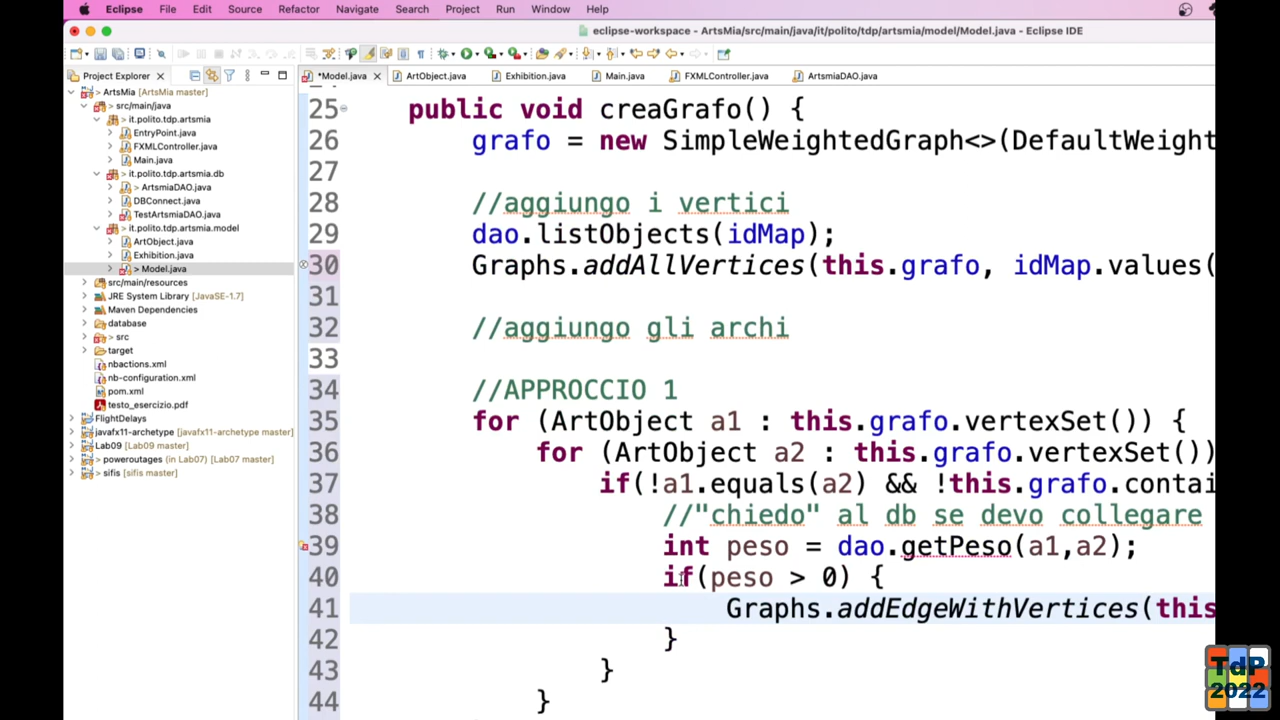 Eclipse File Edit Source Refactor Navigate Search Project Run Window Help
eclipse-workspace - ArtsMia/src/main/java/it/polito/tdp/artsmia/model/Model.java - Eclipse IDE
Project Explorer
*Model.java ArtObject.java Exhibition.java Main.java FXMLController.java ArtsmiaDAO.java
ArtsMia [ArtsMia master]
src/main/java
it.polito.tdp.artsmia
EntryPoint.java
FXMLController.java
Main.java
it.polito.tdp.artsmia.db
ArtsmiaDAO.java
DBConnect.java
TestArtsmiaDAO.java
it.polito.tdp.artsmia.model
ArtObject.java
Exhibition.java
> Model.java
src/main/resources
JRE System Library [JavaSE-1.7]
Maven Dependencies
database
> src
target
nbactions.xml
nb-configuration.xml
pom.xml
testo_esercizio.pdf
FlightDelays
javafx11-archetype [javafx11-archetype master]
Lab09 [Lab09 master]
> poweroutages (in Lab07) [Lab07 master]
> sifis [sifis master]
25 public void creaGrafo() {
26 grafo = new SimpleWeightedGraph<>(DefaultWeight
27
28 //aggiungo i vertici
29 dao.listObjects(idMap);
30 Graphs.addAllVertices(this.grafo, idMap.values(
31
32 //aggiungo gli archi
33
34 //APPROCCIO 1
35 for (ArtObject a1 : this.grafo.vertexSet()) {
36 for (ArtObject a2 : this.grafo.vertexSet())
37 if(!a1.equals(a2) && !this.grafo.contai
38 //"chiedo" al db se devo collegare
39 int peso = dao.getPeso(a1,a2);
40 if(peso > 0) {
41 Graphs.addEdgeWithVertices(this
42 }
43 }
44 }
TdP
2022